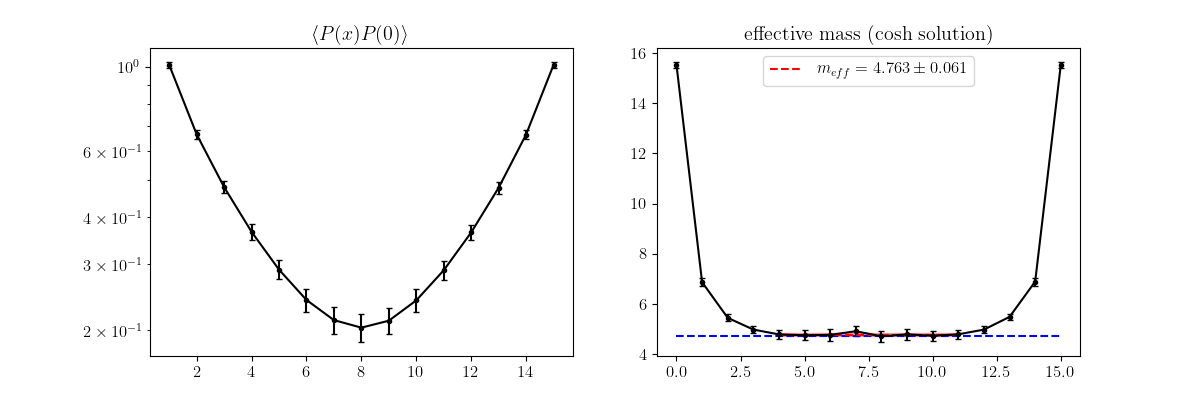 ⟨P(x)P(0)⟩
10⁰
6 × 10⁻¹
4 × 10⁻¹
3 × 10⁻¹
2 × 10⁻¹
2 4 6 8 10 12 14
effective mass (cosh solution)
m_eff = 4.763 ± 0.061
16
14
12
10
8
6
4
0.0 2.5 5.0 7.5 10.0 12.5 15.0